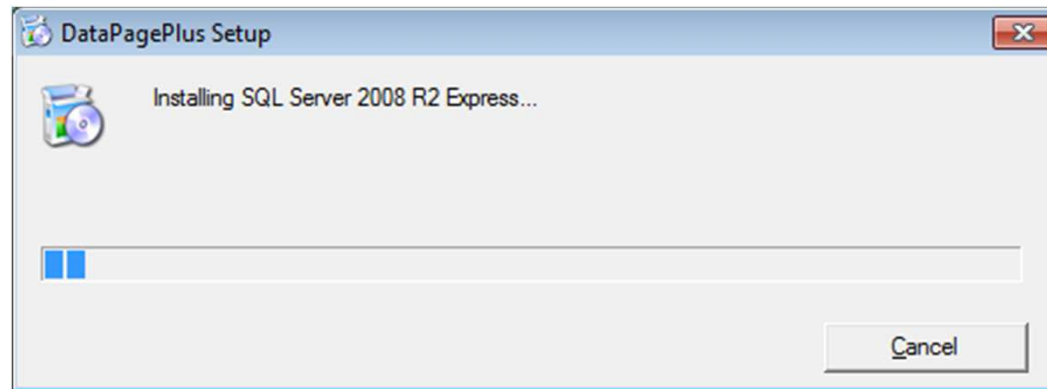 DataPagePlus Setup
Installing SQL Server 2008 R2 Express...
Cancel